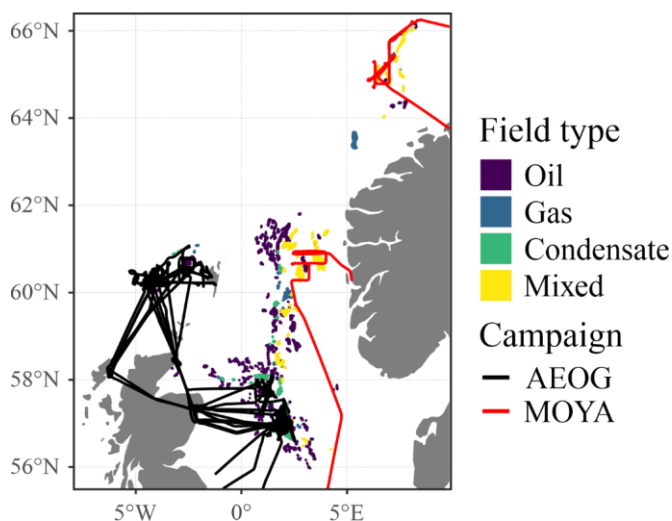 66°N
64°N
62°N
60°N
58°N
56°N
5°W
0°
5°E
Field type
Oil
Gas
Condensate
Mixed
Campaign
AEOG
MOYA